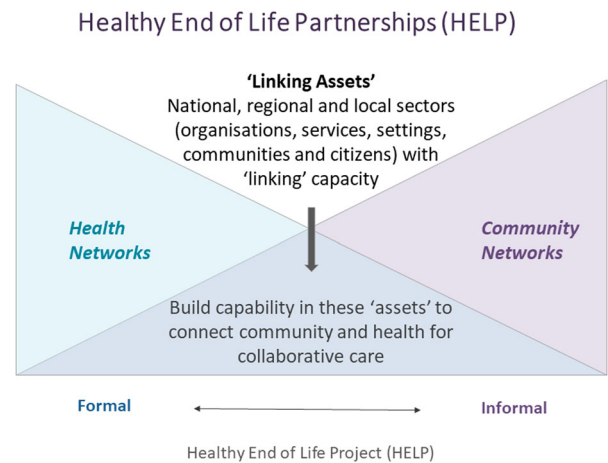 Healthy End of Life Partnerships (HELP)
‘Linking Assets’
National, regional and local sectors
(organisations, services, settings,
communities and citizens) with
‘linking’ capacity
Health
Networks
Community
Networks
Build capability in these ‘assets’ to
connect community and health for
collaborative care
Formal
Informal
Healthy End of Life Project (HELP)